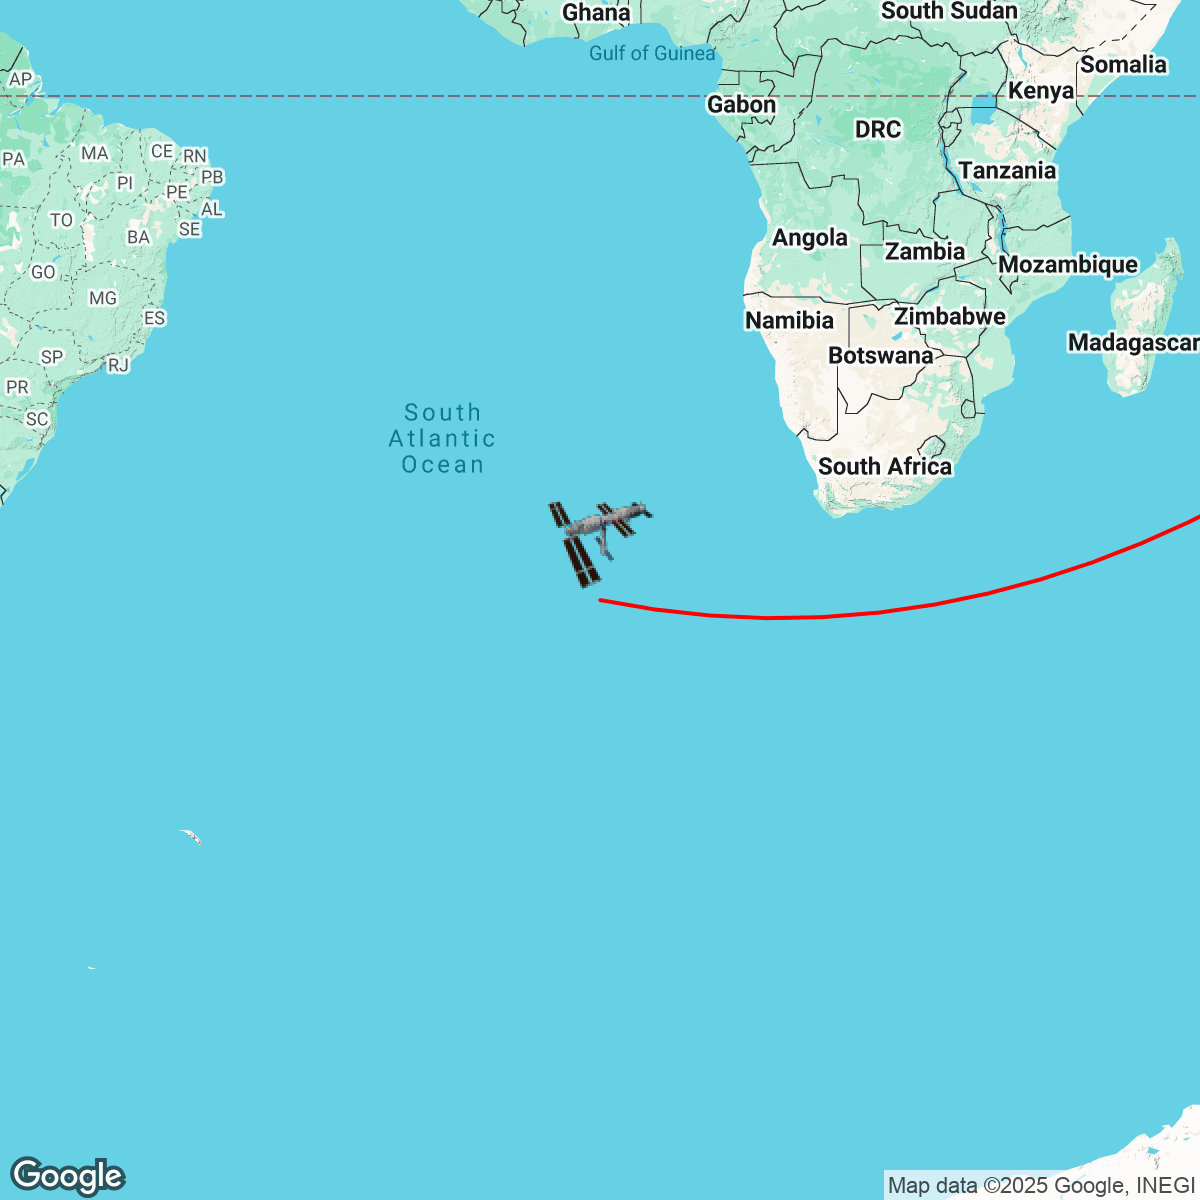 Ghana
South Sudan
Gulf of Guinea
Somalia
AP
Kenya
Gabon
DRC
MA
CE
RN
PA
Tanzania
PI
PB
PE
TO
AL
SE
BA
Angola
Zambia
GO
Mozambique
MG
ES
Namibia
Zimbabwe
Madagascar
SP
Botswana
RJ
PR
SC
South
Atlantic
Ocean
South Africa
Google
Map data ©2025 Google, INEGI